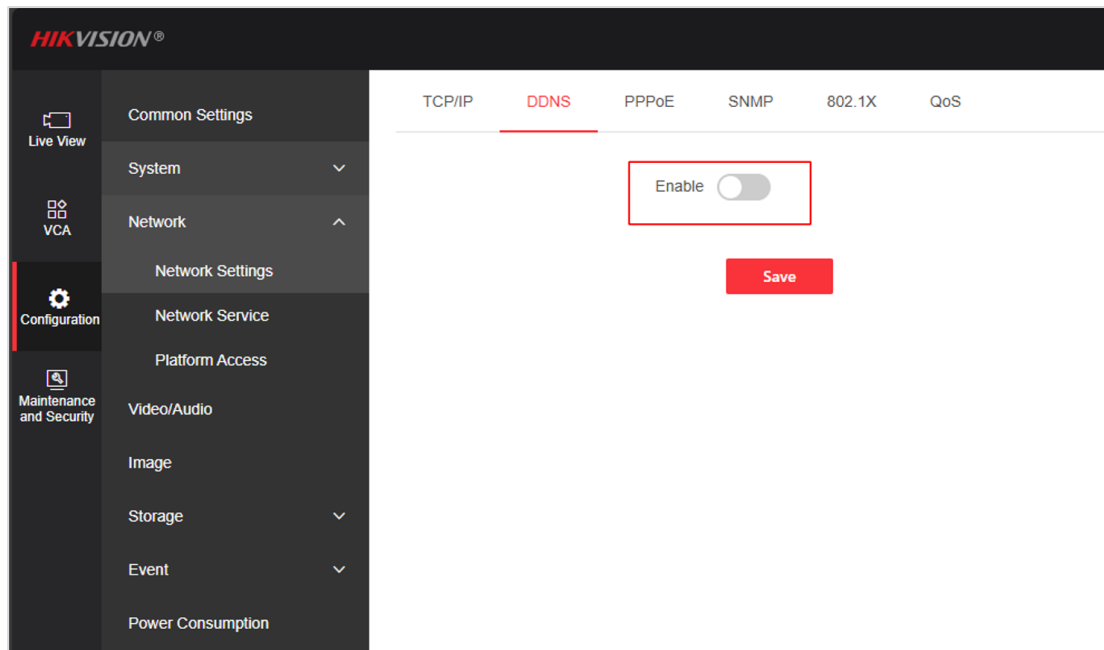 HIKVISION®
Live View
VCA
Configuration
Maintenance
and Security
Common Settings
System
Network
Network Settings
Network Service
Platform Access
Video/Audio
Image
Storage
Event
Power Consumption
TCP/IP DDNS PPPoE SNMP 802.1X QoS
Enable
Save